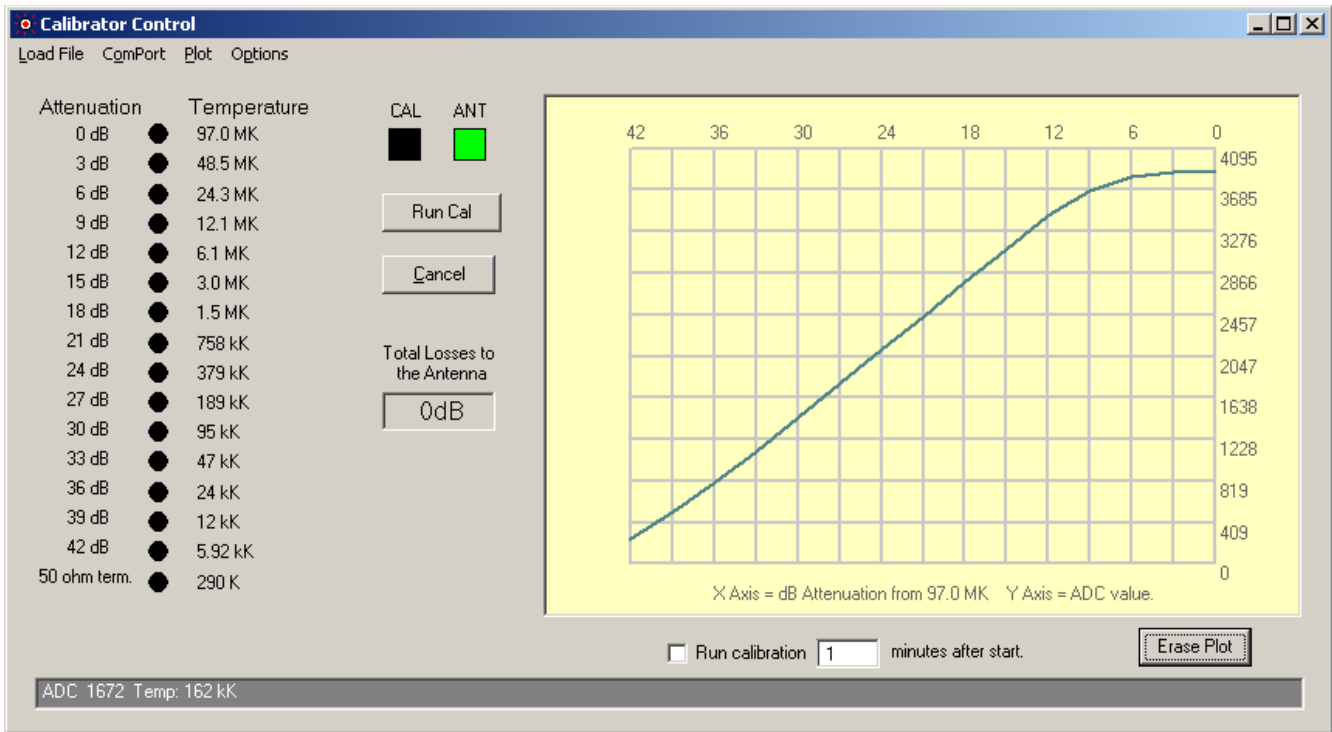 Calibrator Control
Load File ComPort Plot Options
Attenuation Temperature
0 dB 97.0 MK
3 dB 48.5 MK
6 dB 24.3 MK
9 dB 12.1 MK
12 dB 6.1 MK
15 dB 3.0 MK
18 dB 1.5 MK
21 dB 758 kK
24 dB 379 kK
27 dB 189 kK
30 dB 95 kK
33 dB 47 kK
36 dB 24 kK
39 dB 12 kK
42 dB 5.92 kK
50 ohm term. 290 K
CAL ANT
Run Cal
Cancel
Total Losses to
the Antenna
0dB
42 36 30 24 18 12 6 0
4095
3685
3276
2866
2457
2047
1638
1228
819
409
0
X Axis = dB Attenuation from 97.0 MK Y Axis = ADC value.
Run calibration 1 minutes after start.
Erase Plot
ADC 1672 Temp: 162 kK